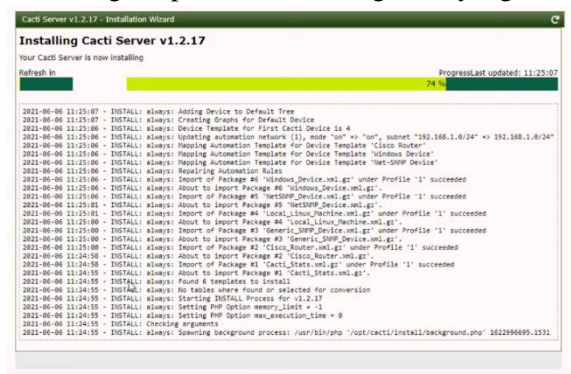 Cacti Server v1.2.17 - Installation Wizard
Installing Cacti Server v1.2.17
Your Cacti Server is now installing
Refresh in
ProgressLast updated: 11:25:07
74 %
2021-06-06 11:25:07 - INSTALL: always: Adding Device to Default Tree
2021-06-06 11:25:07 - INSTALL: always: Creating Graphs for Default Device
2021-06-06 11:25:06 - INSTALL: always: Device Template for First Cacti Device is 4
2021-06-06 11:25:06 - INSTALL: always: Updating automation network (1), mode "on" => "on", subnet "192.168.1.0/24" => 192.168.1.0/24"
2021-06-06 11:25:06 - INSTALL: always: Mapping Automation Template for Device Template 'Cisco Router'
2021-06-06 11:25:06 - INSTALL: always: Mapping Automation Template for Device Template 'Windows Device'
2021-06-06 11:25:06 - INSTALL: always: Mapping Automation Template for Device Template 'Net-SNMP Device'
2021-06-06 11:25:06 - INSTALL: always: Repairing Automation Rules
2021-06-06 11:25:06 - INSTALL: always: Import of Package #6 'Windows_Device.xml.gz' under Profile '1' succeeded
2021-06-06 11:25:06 - INSTALL: always: About to import Package #6 'Windows_Device.xml.gz'.
2021-06-06 11:25:06 - INSTALL: always: Import of Package #5 'NetSNMP_Device.xml.gz' under Profile '1' succeeded
2021-06-06 11:25:01 - INSTALL: always: About to import Package #5 'NetSNMP_Device.xml.gz'.
2021-06-06 11:25:01 - INSTALL: always: Import of Package #4 'Local_Linux_Machine.xml.gz' under Profile '1' succeeded
2021-06-06 11:25:00 - INSTALL: always: About to import Package #4 'Local_Linux_Machine.xml.gz'.
2021-06-06 11:25:00 - INSTALL: always: Import of Package #3 'Generic_SNMP_Device.xml.gz' under Profile '1' succeeded
2021-06-06 11:25:00 - INSTALL: always: About to import Package #3 'Generic_SNMP_Device.xml.gz'.
2021-06-06 11:25:00 - INSTALL: always: Import of Package #2 'Cisco_Router.xml.gz' under Profile '1' succeeded
2021-06-06 11:24:58 - INSTALL: always: About to import Package #2 'Cisco_Router.xml.gz'.
2021-06-06 11:24:58 - INSTALL: always: Import of Package #1 'Cacti_Stats.xml.gz' under Profile '1' succeeded
2021-06-06 11:24:55 - INSTALL: always: About to import Package #1 'Cacti_Stats.xml.gz'.
2021-06-06 11:24:55 - INSTALL: always: Found 6 templates to install
2021-06-06 11:24:55 - INSTALL: always: No tables where found or selected for conversion
2021-06-06 11:24:55 - INSTALL: always: Starting INSTALL Process for v1.2.17
2021-06-06 11:24:55 - INSTALL: always: Setting PHP Option memory_limit = -1
2021-06-06 11:24:55 - INSTALL: always: Setting PHP Option max_execution_time = 0
2021-06-06 11:24:55 - INSTALL: Checking arguments
2021-06-06 11:24:55 - INSTALL: always: Spawning background process: /usr/bin/php '/opt/cacti/install/background.php' 1622996695.1531